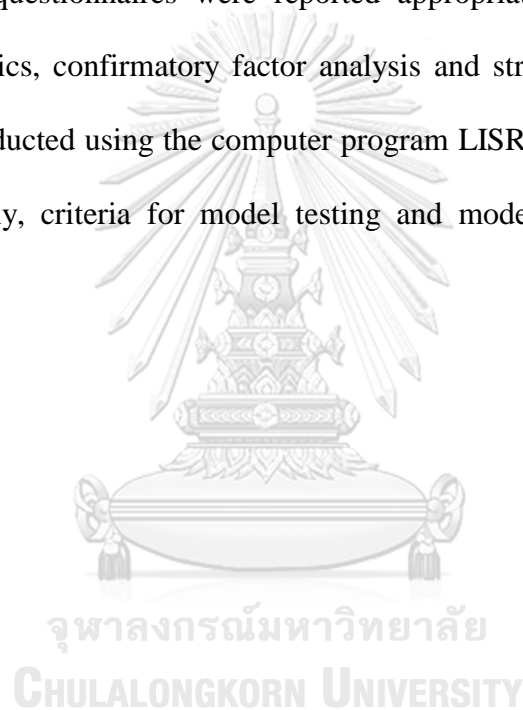 questionnaires were reported appropria
ics, confirmatory factor analysis and str
ducted using the computer program LISR
y, criteria for model testing and mode
จุฬาลงกรณ์มหาวิทยาลัย
CHULALONGKORN UNIVERSITY